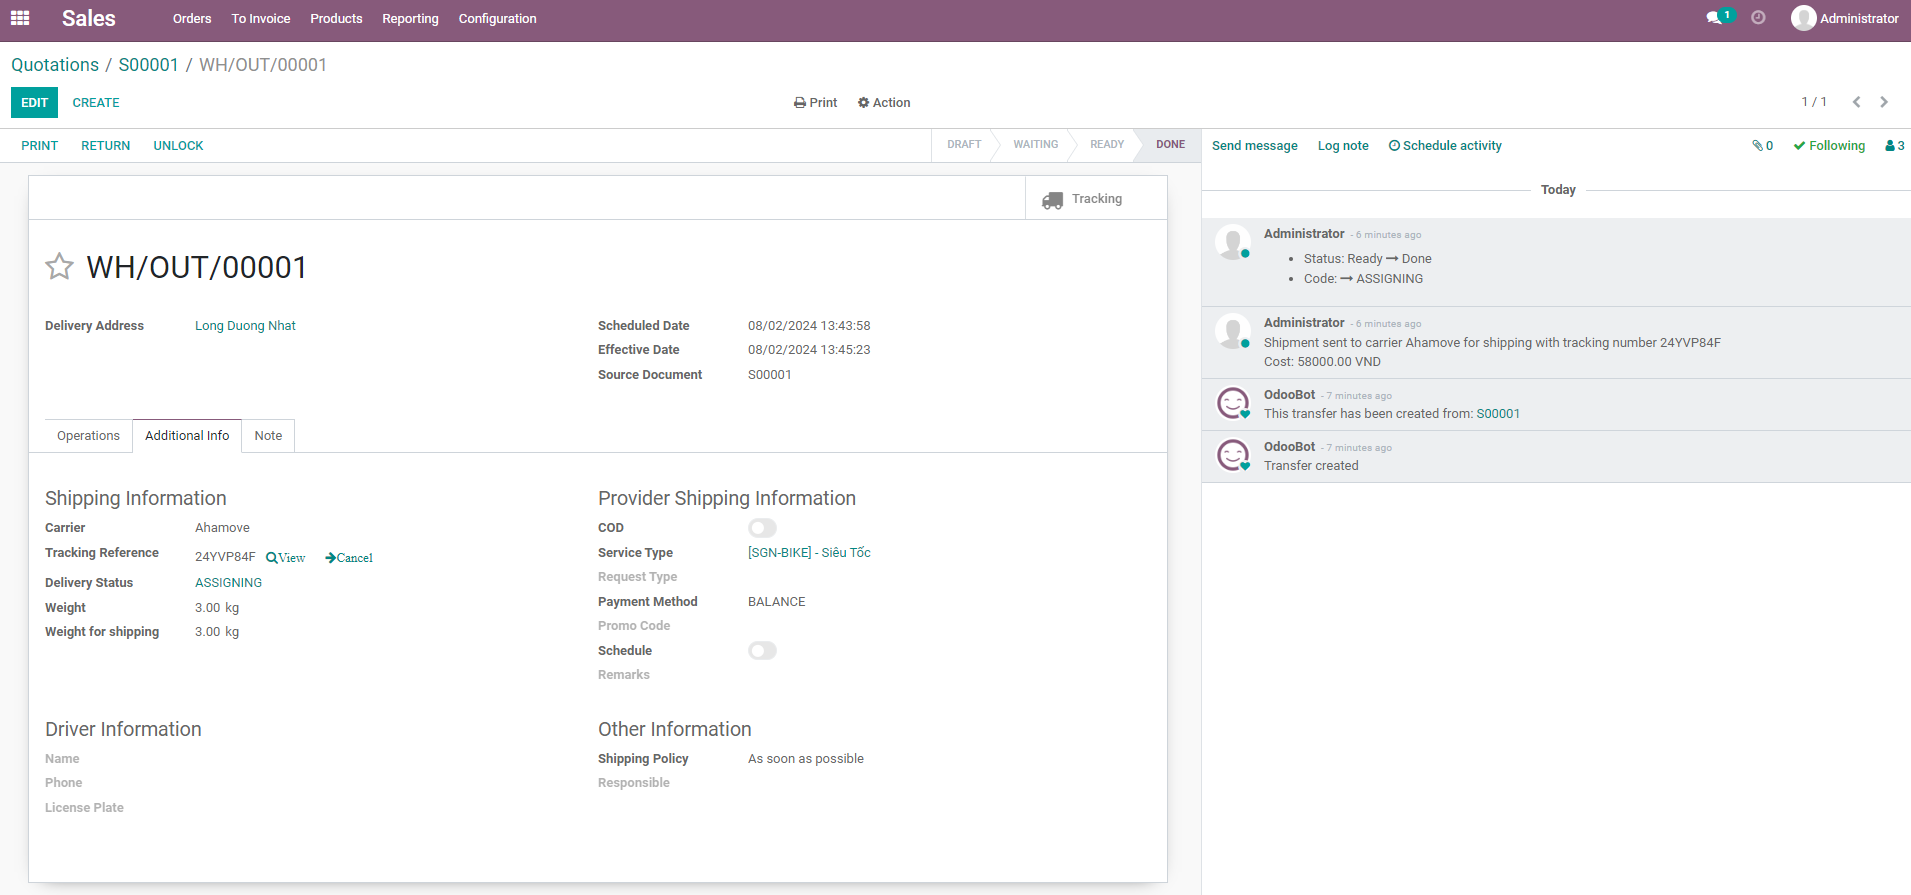 Sales Orders To Invoice Products Reporting Configuration 1 Administrator
Quotations / S00001 / WH/OUT/00001
EDIT CREATE Print Action 1 / 1
PRINT RETURN UNLOCK DRAFT WAITING READY DONE
Send message Log note Schedule activity 0 Following 3
Tracking
WH/OUT/00001
Delivery Address Long Duong Nhat
Scheduled Date 08/02/2024 13:43:58
Effective Date 08/02/2024 13:45:23
Source Document S00001
Operations Additional Info Note
Shipping Information
Carrier Ahamove
Tracking Reference 24YVP84F View Cancel
Delivery Status ASSIGNING
Weight 3.00 kg
Weight for shipping 3.00 kg
Provider Shipping Information
COD
Service Type [SGN-BIKE] - Siêu Tốc
Request Type
Payment Method BALANCE
Promo Code
Schedule
Remarks
Driver Information
Name
Phone
License Plate
Other Information
Shipping Policy As soon as possible
Responsible
Today
Administrator - 6 minutes ago
Status: Ready → Done
Code: → ASSIGNING
Administrator - 6 minutes ago
Shipment sent to carrier Ahamove for shipping with tracking number 24YVP84F
Cost: 58000.00 VND
OdooBot - 7 minutes ago
This transfer has been created from: S00001
OdooBot - 7 minutes ago
Transfer created